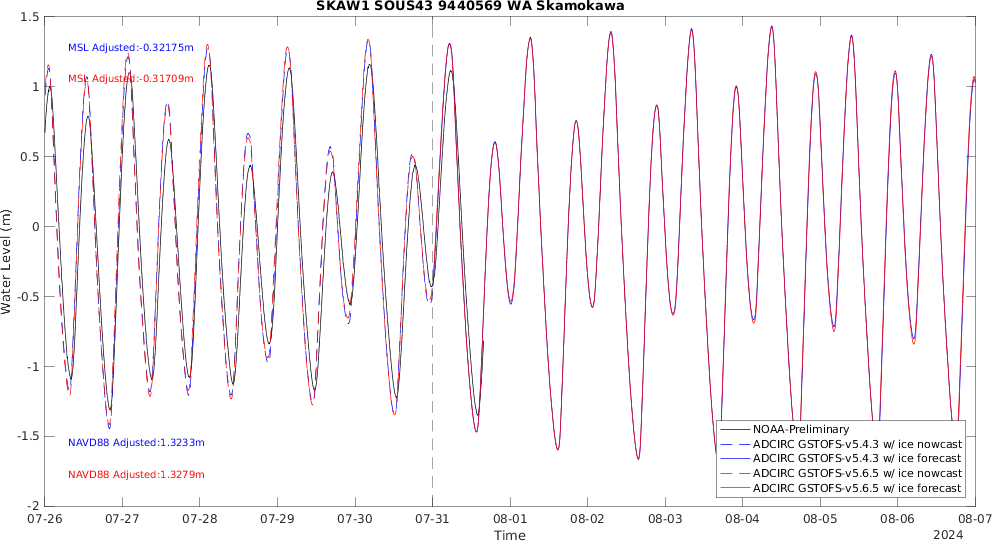 SKAW1 SOUS43 9440569 WA Skamokawa
MSL Adjusted:-0.32175m
MSL Adjusted:-0.31709m
NAVD88 Adjusted:1.3233m
NAVD88 Adjusted:1.3279m
Water Level (m)
1.5
1
0.5
0
-0.5
-1
-1.5
-2
NOAA-Preliminary
ADCIRC GSTOFS-v5.4.3 w/ ice nowcast
ADCIRC GSTOFS-v5.4.3 w/ ice forecast
ADCIRC GSTOFS-v5.6.5 w/ ice nowcast
ADCIRC GSTOFS-v5.6.5 w/ ice forecast
07-26 07-27 07-28 07-29 07-30 07-31 08-01 08-02 08-03 08-04 08-05 08-06 08-07
Time
2024